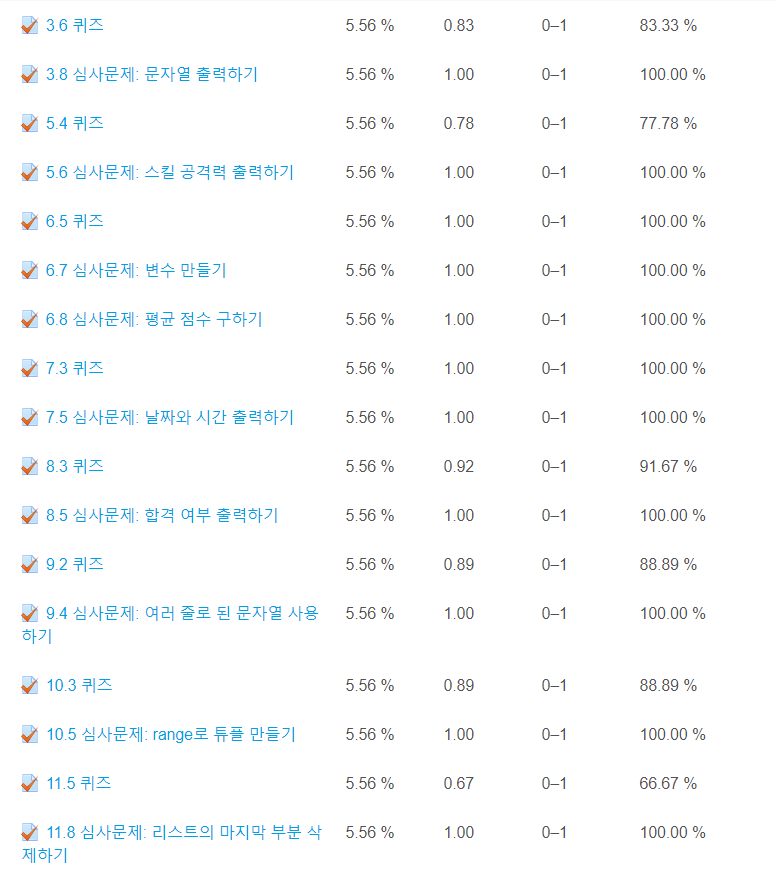 3.6 퀴즈 5.56 % 0.83 0–1 83.33 %
3.8 심사문제: 문자열 출력하기 5.56 % 1.00 0–1 100.00 %
5.4 퀴즈 5.56 % 0.78 0–1 77.78 %
5.6 심사문제: 스킬 공격력 출력하기 5.56 % 1.00 0–1 100.00 %
6.5 퀴즈 5.56 % 1.00 0–1 100.00 %
6.7 심사문제: 변수 만들기 5.56 % 1.00 0–1 100.00 %
6.8 심사문제: 평균 점수 구하기 5.56 % 1.00 0–1 100.00 %
7.3 퀴즈 5.56 % 1.00 0–1 100.00 %
7.5 심사문제: 날짜와 시간 출력하기 5.56 % 1.00 0–1 100.00 %
8.3 퀴즈 5.56 % 0.92 0–1 91.67 %
8.5 심사문제: 합격 여부 출력하기 5.56 % 1.00 0–1 100.00 %
9.2 퀴즈 5.56 % 0.89 0–1 88.89 %
9.4 심사문제: 여러 줄로 된 문자열 사용 5.56 % 1.00 0–1 100.00 %
하기
10.3 퀴즈 5.56 % 0.89 0–1 88.89 %
10.5 심사문제: range로 튜플 만들기 5.56 % 1.00 0–1 100.00 %
11.5 퀴즈 5.56 % 0.67 0–1 66.67 %
11.8 심사문제: 리스트의 마지막 부분 삭 5.56 % 1.00 0–1 100.00 %
제하기